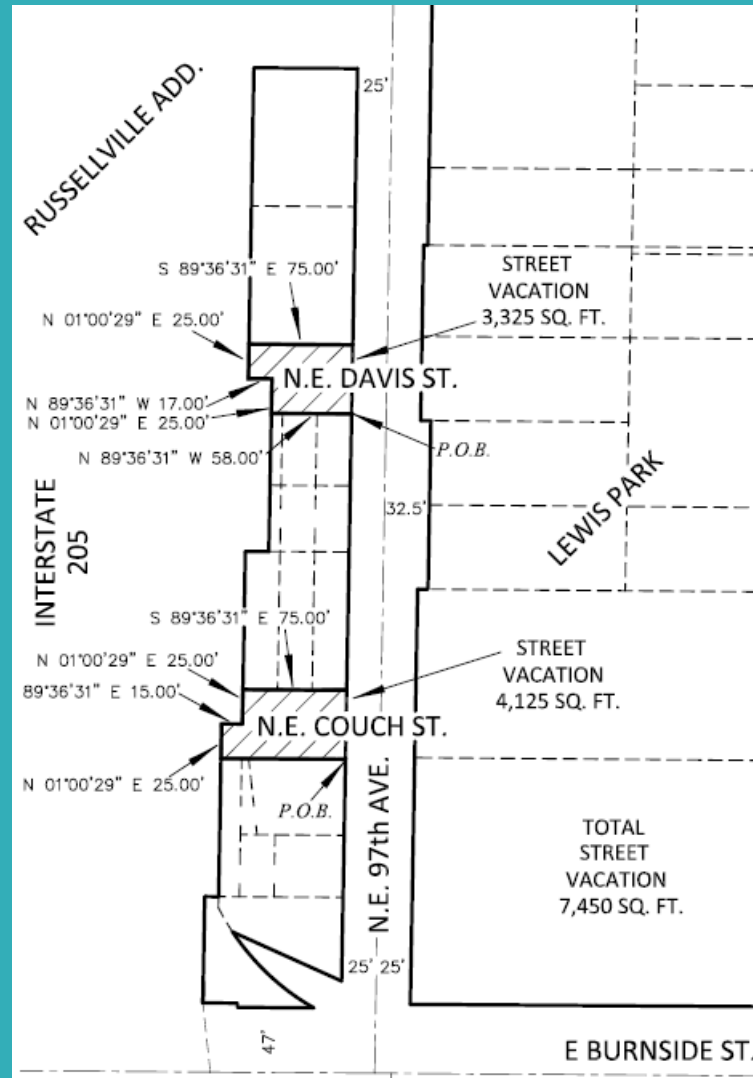 RUSSELLVILLE ADD.
25'
S 89°36'31" E 75.00'
STREET
VACATION
3,325 SQ. FT.
N 01°00'29" E 25.00'
N.E. DAVIS ST.
N 89°36'31" W 17.00'
N 01°00'29" E 25.00'
N 89°36'31" W 58.00'
P.O.B.
INTERSTATE
205
32.5'
LEWIS PARK
S 89°36'31" E 75.00'
STREET
VACATION
4,125 SQ. FT.
N 01°00'29" E 25.00'
89°36'31" E 15.00'
N.E. COUCH ST.
N 01°00'29" E 25.00'
P.O.B.
N.E. 97th AVE.
TOTAL
STREET
VACATION
7,450 SQ. FT.
25' 25'
47'
E BURNSIDE ST.